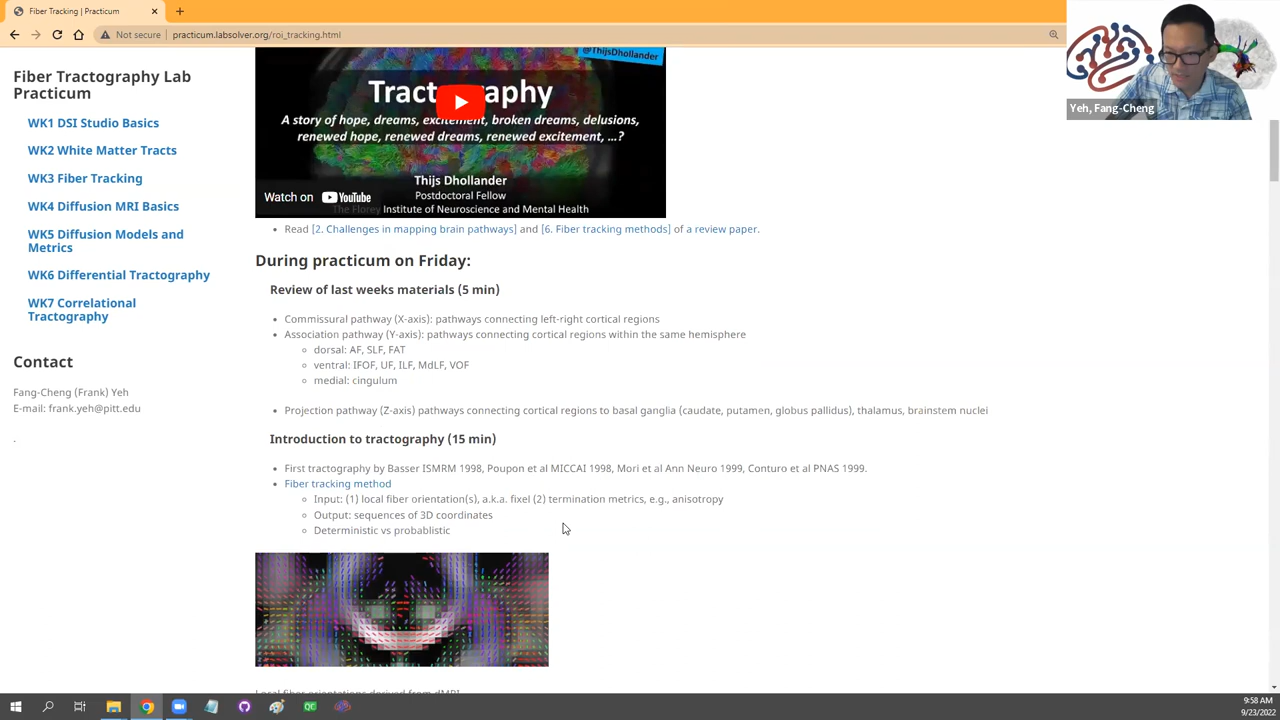 Fiber Tracking | Practicum
Not secure
practicum.labsolver.org/roi_tracking.html
Yeh, Fang-Cheng
Fiber Tractography Lab
Practicum
WK1 DSI Studio Basics
WK2 White Matter Tracts
WK3 Fiber Tracking
WK4 Diffusion MRI Basics
WK5 Diffusion Models and
Metrics
WK6 Differential Tractography
WK7 Correlational
Tractography
Contact
Fang-Cheng (Frank) Yeh
E-mail: frank.yeh@pitt.edu
.
@ThijsDhollander
A story of hope, dreams, excitement, broken dreams, delusions,
renewed hope, renewed dreams, renewed excitement, ...?
Thijs Dhollander
Postdoctoral Fellow
The Florey Institute of Neuroscience and Mental Health
Watch on YouTube
Read [2. Challenges in mapping brain pathways] and [6. Fiber tracking methods] of a review paper.
During practicum on Friday:
Review of last weeks materials (5 min)
Commissural pathway (X-axis): pathways connecting left-right cortical regions
Association pathway (Y-axis): pathways connecting cortical regions within the same hemisphere
dorsal: AF, SLF, FAT
ventral: IFOF, UF, ILF, MdLF, VOF
medial: cingulum
Projection pathway (Z-axis) pathways connecting cortical regions to basal ganglia (caudate, putamen, globus pallidus), thalamus, brainstem nuclei
Introduction to tractography (15 min)
First tractography by Basser ISMRM 1998, Poupon et al MICCAI 1998, Mori et al Ann Neuro 1999, Conturo et al PNAS 1999.
Fiber tracking method
Input: (1) local fiber orientation(s), a.k.a. fixel (2) termination metrics, e.g., anisotropy
Output: sequences of 3D coordinates
Deterministic vs probablistic
Local fiber orientations derived from dMRI
QC
9:58 AM
9/23/2022